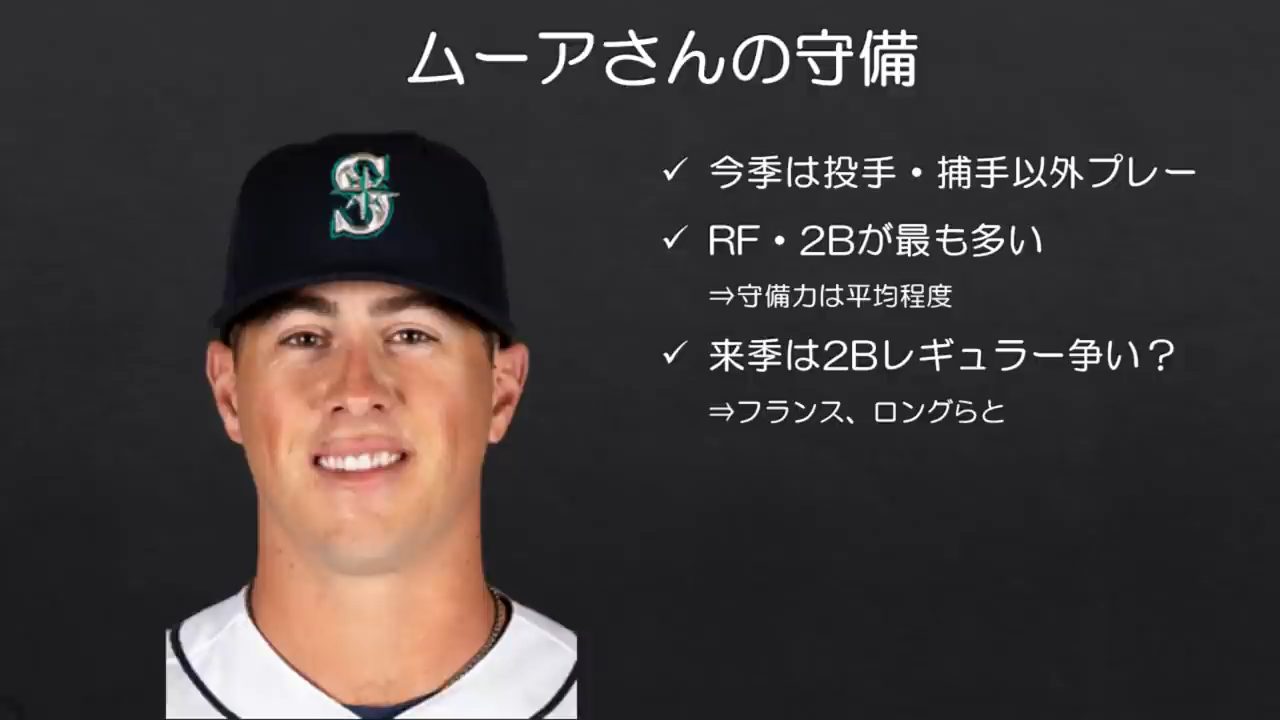 ムーアさんの守備
✓ 今季は投手・捕手以外プレー
✓ RF・2Bが最も多い
⇒守備力は平均程度
✓ 来季は2Bレギュラー争い？
⇒フランス、ロングらと
S